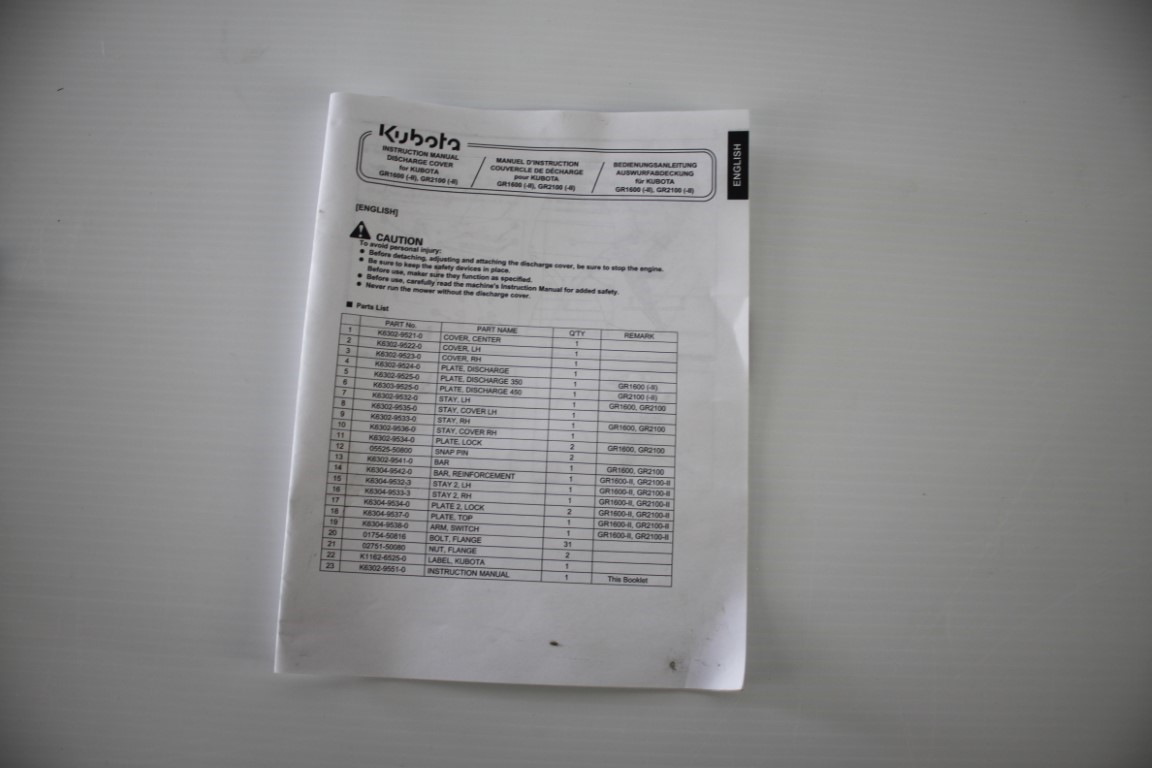 Kubota
INSTRUCTION MANUAL
DISCHARGE COVER
for KUBOTA
GR1600 (-II), GR2100 (-II)
MANUEL D'INSTRUCTION
COUVERCLE DE DÉCHARGE
pour KUBOTA
GR1600 (-II), GR2100 (-II)
BEDIENUNGSANLEITUNG
AUSWURFABDECKUNG
für KUBOTA
GR1600 (-II), GR2100 (-II)
ENGLISH
[ENGLISH]
CAUTION
To avoid personal injury:
● Before detaching, adjusting and attaching the discharge cover, be sure to stop the engine.
● Be sure to keep the safety devices in place.
Before use, maker sure they function as specified.
● Before use, carefully read the machine's Instruction Manual for added safety.
● Never run the mower without the discharge cover.
■ Parts List
PART No. PART NAME Q'TY REMARK
1 K6302-9521-0 COVER, CENTER 1
2 K6302-9522-0 COVER, LH 1
3 K6302-9523-0 COVER, RH 1
4 K6302-9524-0 PLATE, DISCHARGE 1
5 K6302-9525-0 PLATE, DISCHARGE 350 1 GR1600 (-II)
6 K6303-9525-0 PLATE, DISCHARGE 450 1 GR2100 (-II)
7 K6302-9532-0 STAY, LH 1 GR1600, GR2100
8 K6302-9535-0 STAY, COVER LH 1
9 K6302-9533-0 STAY, RH 1 GR1600, GR2100
10 K6302-9536-0 STAY, COVER RH 1
11 K6302-9534-0 PLATE, LOCK 2 GR1600, GR2100
12 05525-50800 SNAP PIN 2
13 K6302-9541-0 BAR 1 GR1600, GR2100
14 K6304-9542-0 BAR, REINFORCEMENT 1 GR1600-II, GR2100-II
15 K6304-9532-3 STAY 2, LH 1 GR1600-II, GR2100-II
16 K6304-9533-3 STAY 2, RH 1 GR1600-II, GR2100-II
17 K6304-9534-0 PLATE 2, LOCK 2 GR1600-II, GR2100-II
18 K6304-9537-0 PLATE, TOP 1 GR1600-II, GR2100-II
19 K6304-9538-0 ARM, SWITCH 1 GR1600-II, GR2100-II
20 01754-50816 BOLT, FLANGE 31
21 02751-50080 NUT, FLANGE 2
22 K1162-6525-0 LABEL, KUBOTA 1
23 K6302-9551-0 INSTRUCTION MANUAL 1 This Booklet